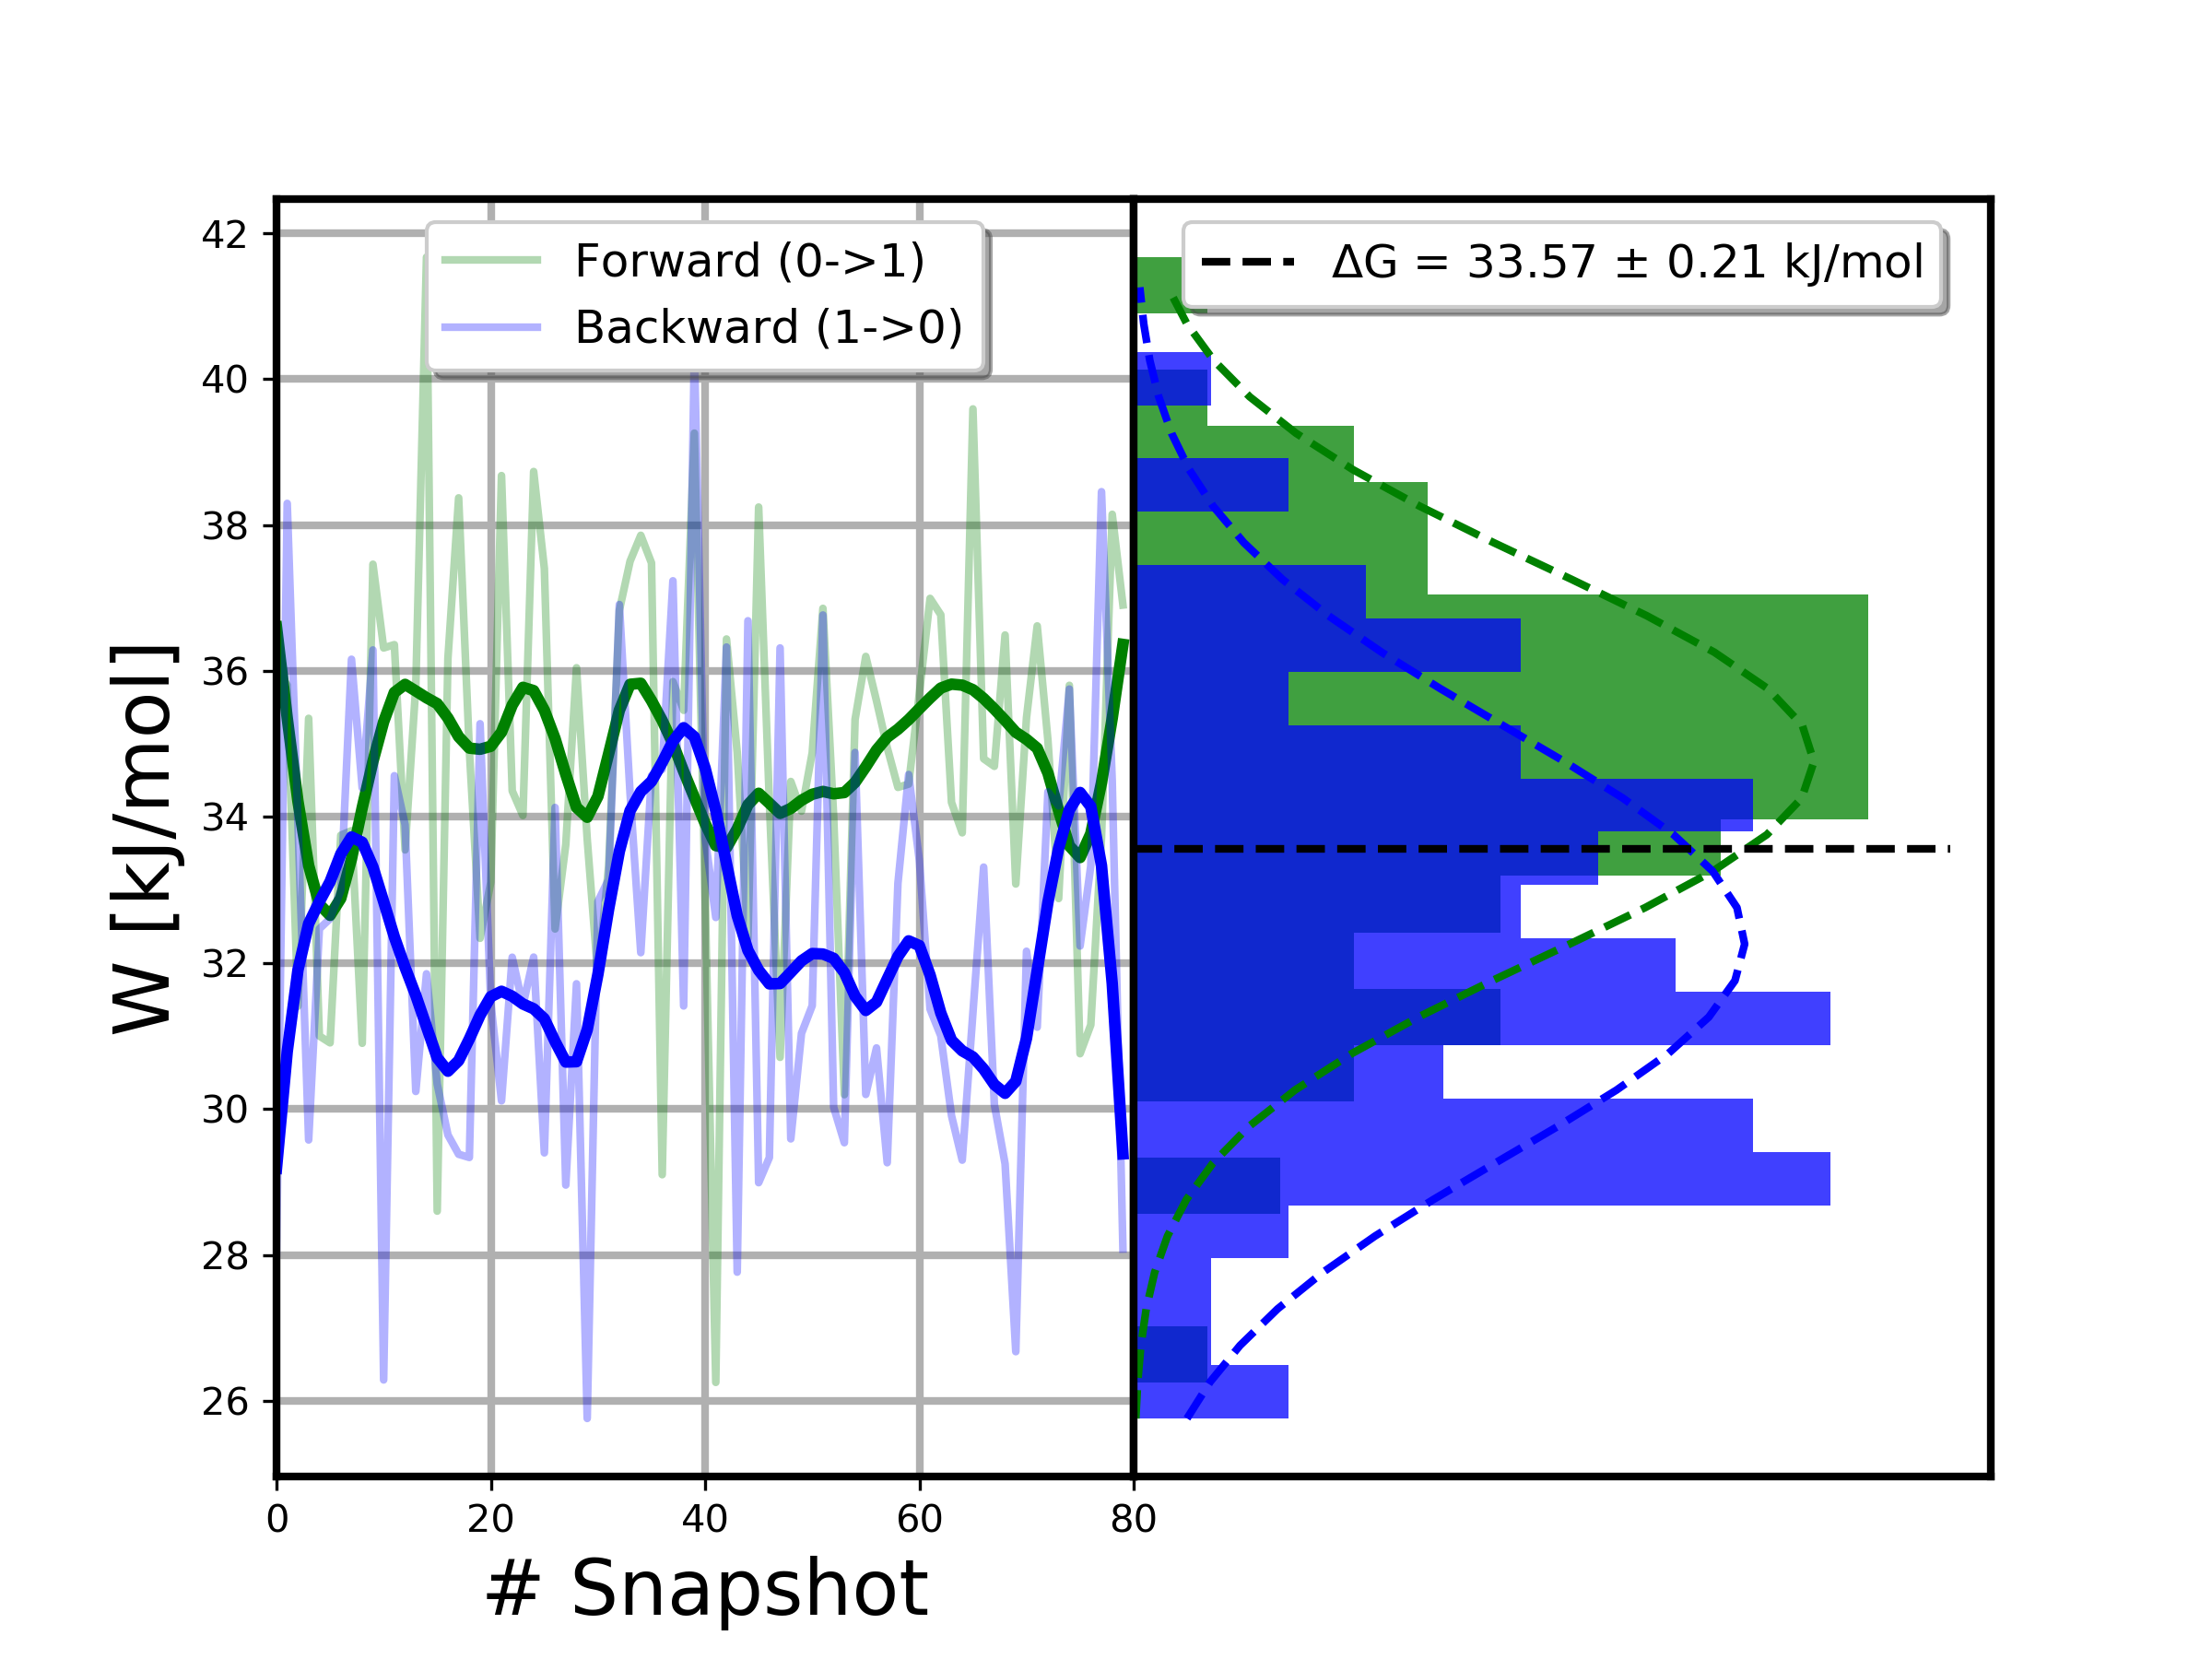 Forward (0->1)
Backward (1->0)
ΔG = 33.57 ± 0.21 kJ/mol
W [kJ/mol]
42
40
38
36
34
32
30
28
26
0 20 40 60 80
# Snapshot